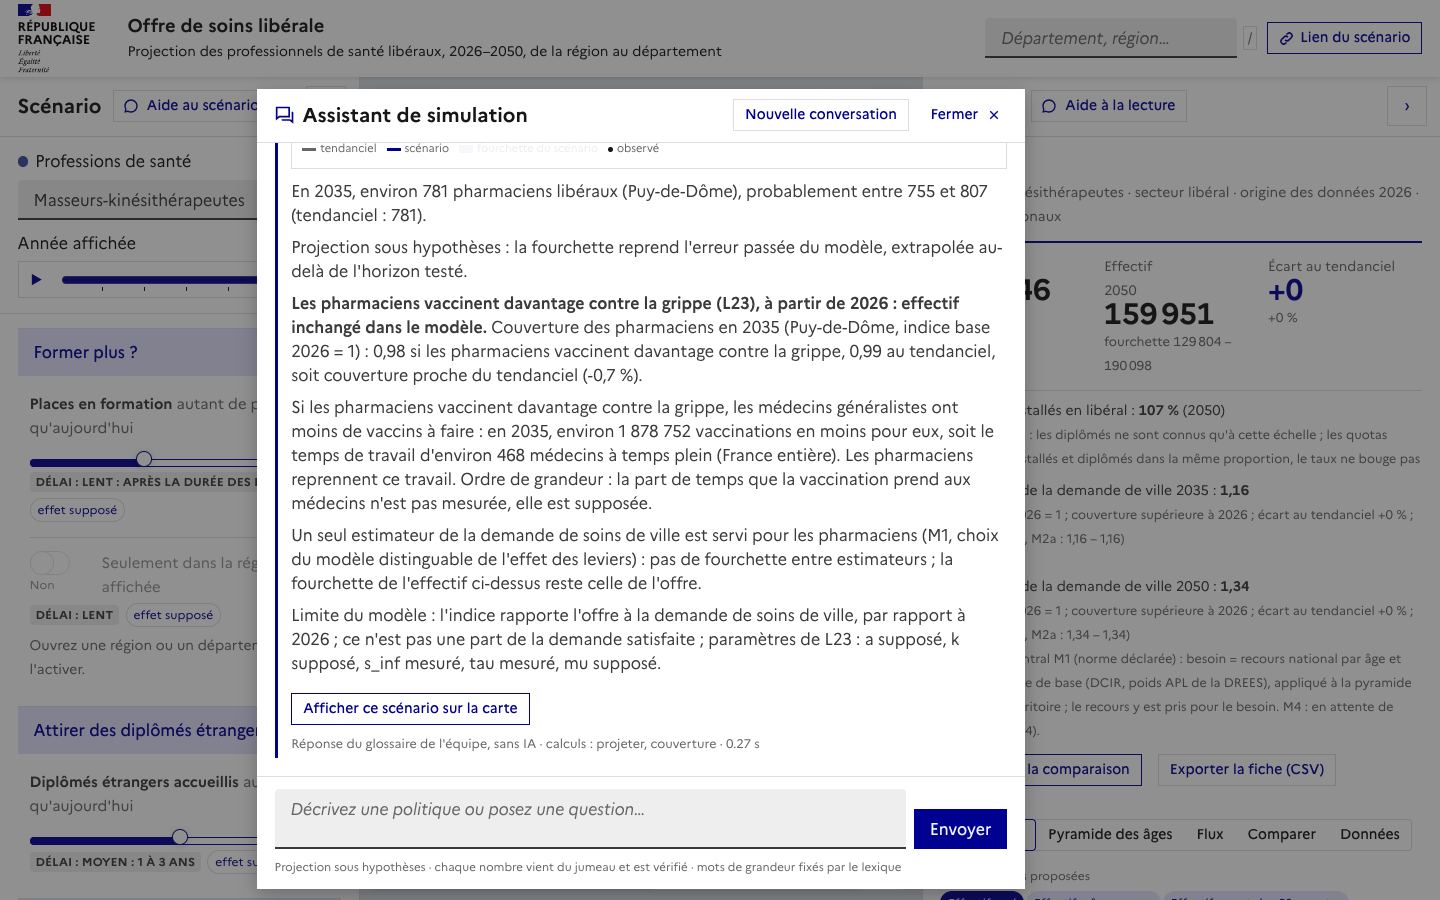 RÉPUBLIQUE
FRANÇAISE
Liberté
Égalité
Fraternité
Offre de soins libérale
Projection des professionnels de santé libéraux, 2026–2050, de la région au département
Département, région…
/
Lien du scénario
Scénario
Aide au scénario
Aide à la lecture
›
Professions de santé
Masseurs-kinésithérapeutes
Année affichée
Former plus ?
Places en formation autant de
qu'aujourd'hui
DÉLAI : LENT : APRÈS LA DURÉE DES
effet supposé
Non
Seulement dans la
affichée
DÉLAI : LENT
effet supposé
Ouvrez une région ou un
l'activer.
Attirer des diplômés
Diplômés étrangers accueillis
qu'aujourd'hui
DÉLAI : MOYEN : 1 À 3 ANS
effet
Assistant de simulation
Nouvelle conversation
Fermer ×
tendanciel
scénario
fourchette du scénario
observé
En 2035, environ 781 pharmaciens libéraux (Puy-de-Dôme), probablement entre 755 et 807
(tendanciel : 781).
Projection sous hypothèses : la fourchette reprend l'erreur passée du modèle, extrapolée au-
delà de l'horizon testé.
Les pharmaciens vaccinent davantage contre la grippe (L23), à partir de 2026 : effectif
inchangé dans le modèle. Couverture des pharmaciens en 2035 (Puy-de-Dôme, indice base
2026 = 1) : 0,98 si les pharmaciens vaccinent davantage contre la grippe, 0,99 au tendanciel,
soit couverture proche du tendanciel (-0,7 %).
Si les pharmaciens vaccinent davantage contre la grippe, les médecins généralistes ont
moins de vaccins à faire : en 2035, environ 1 878 752 vaccinations en moins pour eux, soit le
temps de travail d'environ 468 médecins à temps plein (France entière). Les pharmaciens
reprennent ce travail. Ordre de grandeur : la part de temps que la vaccination prend aux
médecins n'est pas mesurée, elle est supposée.
Un seul estimateur de la demande de soins de ville est servi pour les pharmaciens (M1, choix
du modèle distinguable de l'effet des leviers) : pas de fourchette entre estimateurs ; la
fourchette de l'effectif ci-dessus reste celle de l'offre.
Limite du modèle : l'indice rapporte l'offre à la demande de soins de ville, par rapport à
2026 ; ce n'est pas une part de la demande satisfaite ; paramètres de L23 : a supposé, k
supposé, s_inf mesuré, tau mesuré, mu supposé.
Afficher ce scénario sur la carte
Réponse du glossaire de l'équipe, sans IA · calculs : projeter, couverture · 0.27 s
Décrivez une politique ou posez une question…
Envoyer
Projection sous hypothèses · chaque nombre vient du jumeau et est vérifié · mots de grandeur fixés par le lexique
· secteur libéral · origine des données 2026 ·
46
Effectif
2050
159 951
fourchette 129 804 –
190 098
Écart au tendanciel
+0
+0 %
en libéral : 107 % (2050)
: les diplômés ne sont connus qu'à cette échelle ; les quotas
et diplômés dans la même proportion, le taux ne bouge pas
de la demande de ville 2035 : 1,16
= 1 ; couverture supérieure à 2026 ; écart au tendanciel +0 % ;
, M2a : 1,16 – 1,16)
de la demande de ville 2050 : 1,34
= 1 ; couverture supérieure à 2026 ; écart au tendanciel +0 % ;
, M2a : 1,34 – 1,34)
M1 (norme déclarée) : besoin = recours national par âge et
de base (DCIR, poids APL de la DREES), appliqué à la pyramide
; le recours y est pris pour le besoin. M4 : en attente de
4).
la comparaison
Exporter la fiche (CSV)
Pyramide des âges
Flux
Comparer
Données
proposées